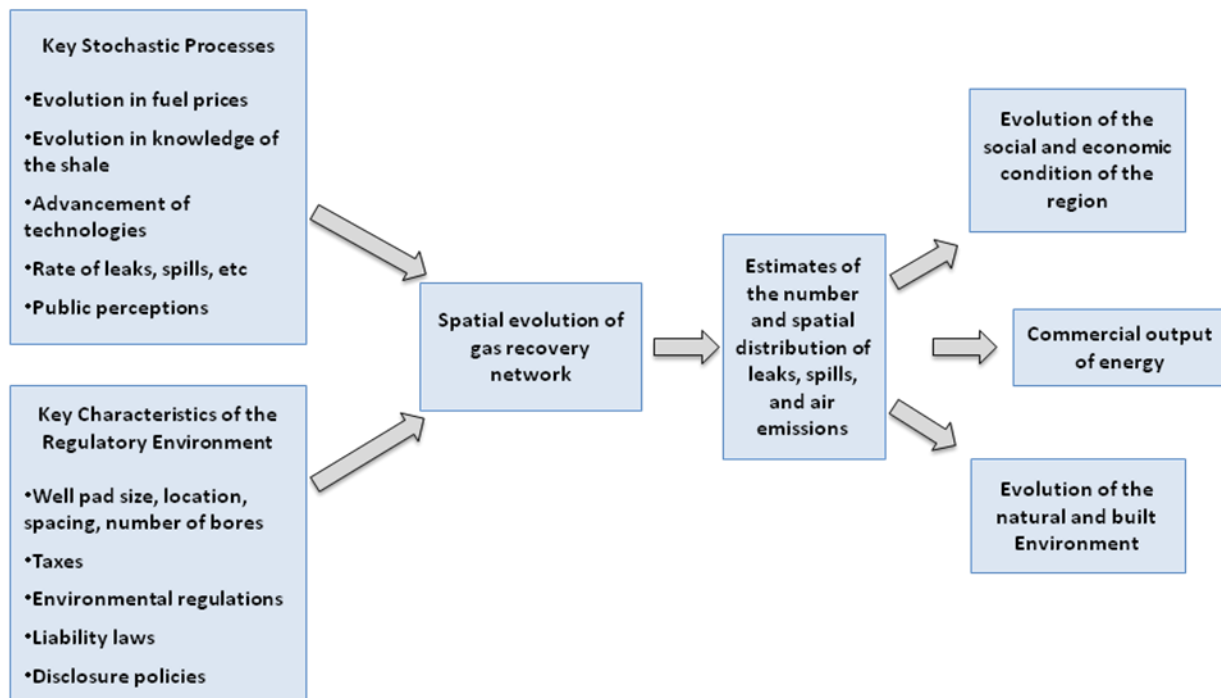 Key Stochastic Processes
•Evolution in fuel prices
•Evolution in knowledge of
the shale
•Advancement of
technologies
•Rate of leaks, spills, etc
•Public perceptions
Key Characteristics of the
Regulatory Environment
•Well pad size, location,
spacing, number of bores
•Taxes
•Environmental regulations
•Liability laws
•Disclosure policies
Spatial evolution of
gas recovery
network
Estimates of
the number
and spatial
distribution of
leaks, spills,
and air
emissions
Evolution of the
social and economic
condition of the
region
Commercial output
of energy
Evolution of the
natural and built
Environment